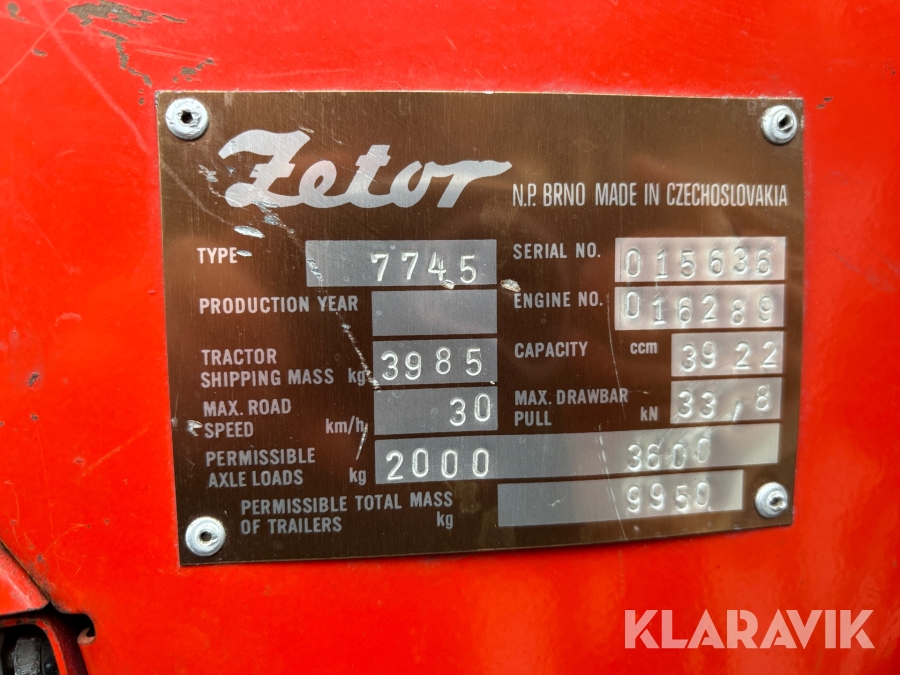 Zetor
N.P. BRNO MADE IN CZECHOSLOVAKIA
TYPE 7745
SERIAL NO. 015636
PRODUCTION YEAR
ENGINE NO. 016289
TRACTOR
SHIPPING MASS kg 3985
CAPACITY ccm 3922
MAX. ROAD
SPEED km/h 30
MAX. DRAWBAR
PULL kN 33,8
PERMISSIBLE
AXLE LOADS kg 2000 3600
PERMISSIBLE TOTAL MASS
OF TRAILERS kg 9950
KLARAVIK